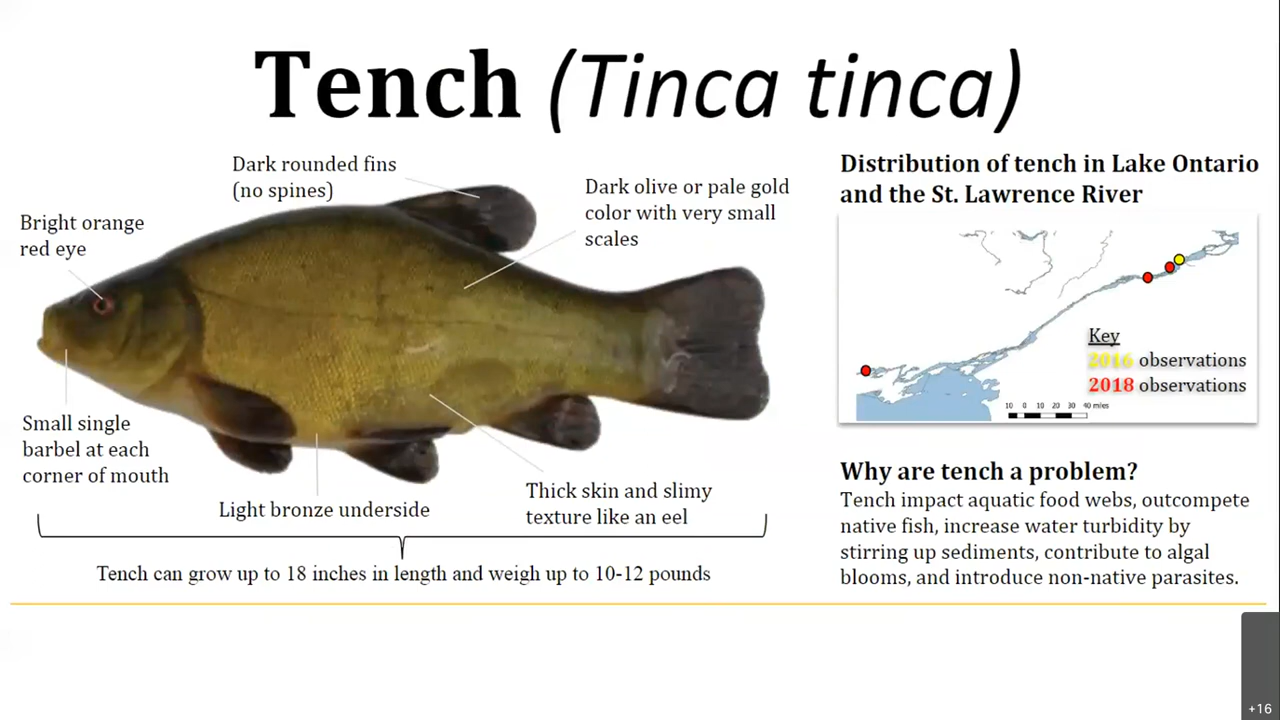 Tench (Tinca tinca)
Dark rounded fins
(no spines)
Dark olive or pale gold
color with very small
scales
Bright orange
red eye
Small single
barbel at each
corner of mouth
Light bronze underside
Thick skin and slimy
texture like an eel
Tench can grow up to 18 inches in length and weigh up to 10-12 pounds
Distribution of tench in Lake Ontario
and the St. Lawrence River
Key
2016 observations
2018 observations
10 0 10 20 30 40 miles
Why are tench a problem?
Tench impact aquatic food webs, outcompete
native fish, increase water turbidity by
stirring up sediments, contribute to algal
blooms, and introduce non-native parasites.
+16